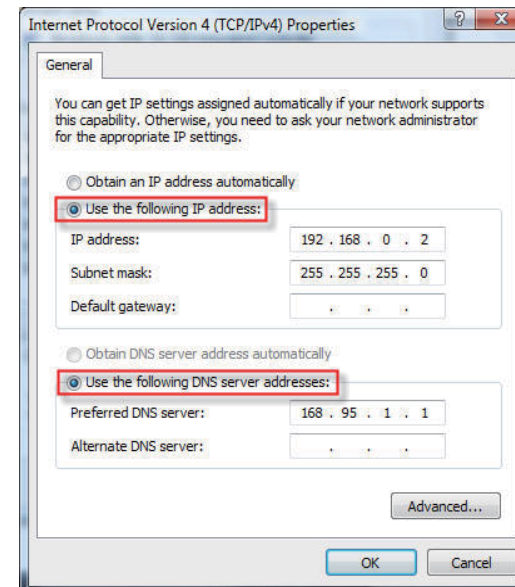 Internet Protocol Version 4 (TCP/IPv4) Properties
General
You can get IP settings assigned automatically if your network supports
this capability. Otherwise, you need to ask your network administrator
for the appropriate IP settings.
Obtain an IP address automatically
Use the following IP address:
IP address: 192 . 168 . 0 . 2
Subnet mask: 255 . 255 . 255 . 0
Default gateway: . . .
Obtain DNS server address automatically
Use the following DNS server addresses:
Preferred DNS server: 168 . 95 . 1 . 1
Alternate DNS server: . . .
Advanced...
OK Cancel